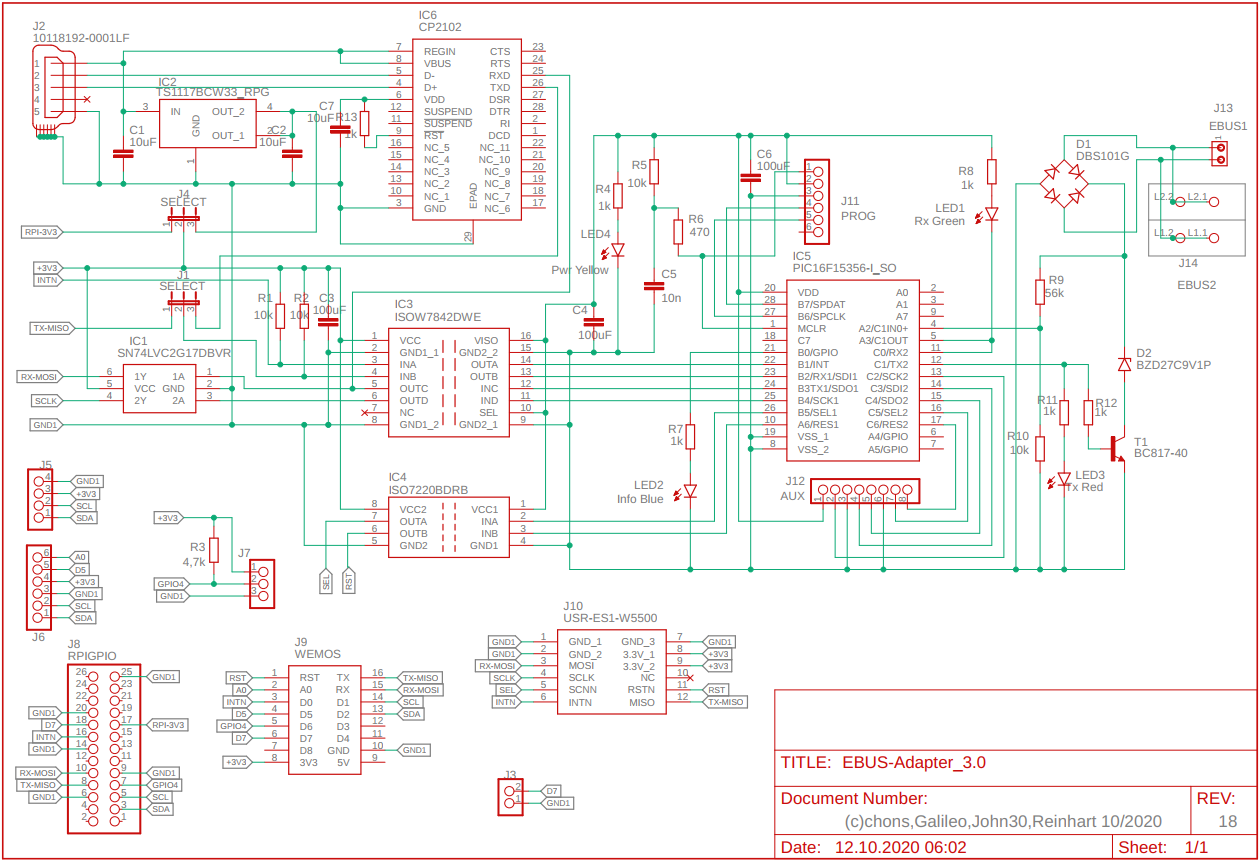 J2
10118192-0001LF
1
2
3
4
5
IC2
TS1117BCW33_RPG
3 IN OUT_2 4
GND OUT_1 2
1
C1
10uF
C2
10uF
C7
10uF
R13
1k
IC6
CP2102
7 REGIN CTS 23
8 VBUS RTS 24
5 D- RXD 25
4 D+ TXD 26
6 VDD DSR 27
12 SUSPEND DTR 28
11 SUSPEND RI 2
9 RST DCD 1
16 NC_5 NC_11 22
15 NC_4 NC_10 21
14 NC_3 NC_9 20
13 NC_2 NC_8 19
10 NC_1 NC_7 18
3 GND NC_6 17
EPAD
29
J4
SELECT
1 2 3
RPI-3V3
+3V3
INTN
J1
SELECT
1 2 3
TX-MISO
RX-MOSI
SCLK
GND1
IC1
SN74LVC2G17DBVR
6 1Y 1A 1
5 VCC GND 2
4 2Y 2A 3
R1
10k
R2
10k
C3
100uF
IC3
ISOW7842DWE
1 VCC VISO 16
2 GND1_1 GND2_2 15
3 INA OUTA 14
4 INB OUTB 13
5 OUTC INC 12
6 OUTD IND 11
7 NC SEL 10
8 GND1_2 GND2_1 9
IC4
ISO7220BDRB
8 VCC2 VCC1 1
7 OUTA INA 2
6 OUTB INB 3
5 GND2 GND1 4
SEL
RST
R4
1k
LED4
Pwr Yellow
R5
10k
R6
470
C5
10n
C4
100uF
C6
100uF
J11
PROG
1
2
3
4
5
6
IC5
PIC16F15356-I_SO
20 VDD A0 2
28 B7/SPDAT A1 3
27 B6/SPCLK A7 9
1 MCLR A2/C1IN0+ 4
18 C7 A3/C1OUT 5
21 B0/GPIO C0/RX2 11
22 B1/INT C1/TX2 12
23 B2/RX1/SDI1 C2/SCK2 13
24 B3TX1/SDO1 C3/SDI2 14
25 B4/SCK1 C4/SDO2 15
26 B5/SEL1 C5/SEL2 16
10 A6/RES1 C6/RES2 17
19 VSS_1 A4/GPIO 6
8 VSS_2 A5/GPIO 7
R7
1k
LED2
Info Blue
J12
AUX
1 2 3 4 5 6 7 8
R8
1k
LED1
Rx Green
D1
DBS101G
J13
EBUS1
1
L2.2 L2.1
L1.2 L1.1
J14
EBUS2
R9
56k
D2
BZD27C9V1P
R10
10k
R11
1k
R12
1k
T1
BC817-40
LED3
Tx Red
J5
4 GND1
3 +3V3
2 SCL
1 SDA
6 A0
5 D5
4 +3V3
3 GND1
2 SCL
1 SDA
J6
+3V3
R3
4,7k
GPIO4
GND1
J7
1
2
3
J8
RPIGPIO
26 25 GND1
24 23
22 21
GND1 20 19
D7 18 17 RPI-3V3
INTN 16 15
GND1 14 13
12 11
RX-MOSI 10 9 GND1
TX-MISO 8 7 GPIO4
GND1 6 5 SCL
4 3 SDA
2 1
J9
WEMOS
RST 1 RST TX 16 TX-MISO
A0 2 A0 RX 15 RX-MOSI
INTN 3 D0 D1 14 SCL
D5 4 D5 D2 13 SDA
GPIO4 5 D6 D3 12
D7 6 D7 D4 11
7 D8 GND 10 GND1
+3V3 8 3V3 5V 9
J10
USR-ES1-W5500
GND1 1 GND_1 GND_3 7 GND1
GND1 2 GND_2 3.3V_1 8 +3V3
RX-MOSI 3 MOSI 3.3V_2 9 +3V3
SCLK 4 SCLK NC 10
SEL 5 SCNN RSTN 11 RST
INTN 6 INTN MISO 12 TX-MISO
J3
2 D7
1 GND1
TITLE: EBUS-Adapter_3.0
Document Number:
(c)chons,Galileo,John30,Reinhart 10/2020
REV:
18
Date: 12.10.2020 06:02
Sheet: 1/1